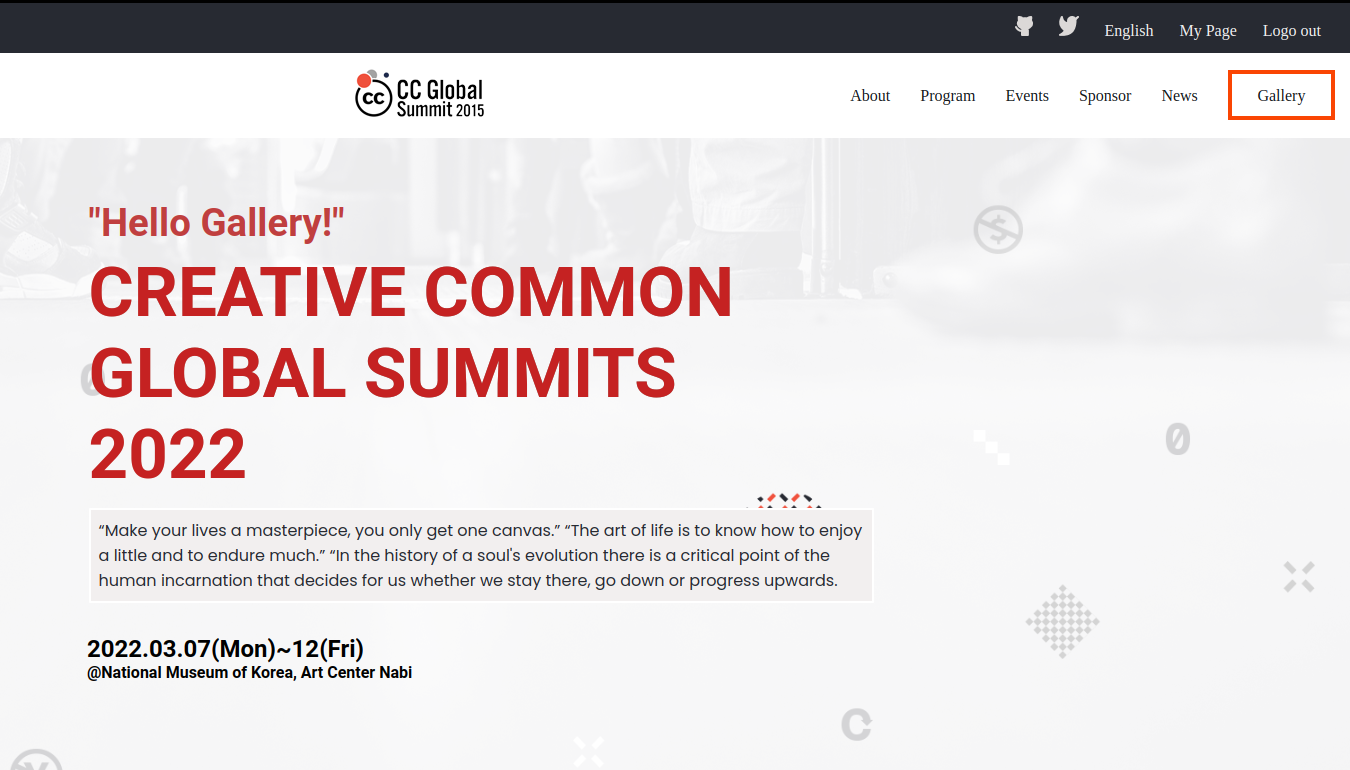 English My Page Logo out
cc CC Global
Summit 2015
About Program Events Sponsor News Gallery
"Hello Gallery!"
CREATIVE COMMON
GLOBAL SUMMITS
2022
“Make your lives a masterpiece, you only get one canvas.” “The art of life is to know how to enjoy
a little and to endure much.” “In the history of a soul's evolution there is a critical point of the
human incarnation that decides for us whether we stay there, go down or progress upwards.
2022.03.07(Mon)~12(Fri)
@National Museum of Korea, Art Center Nabi